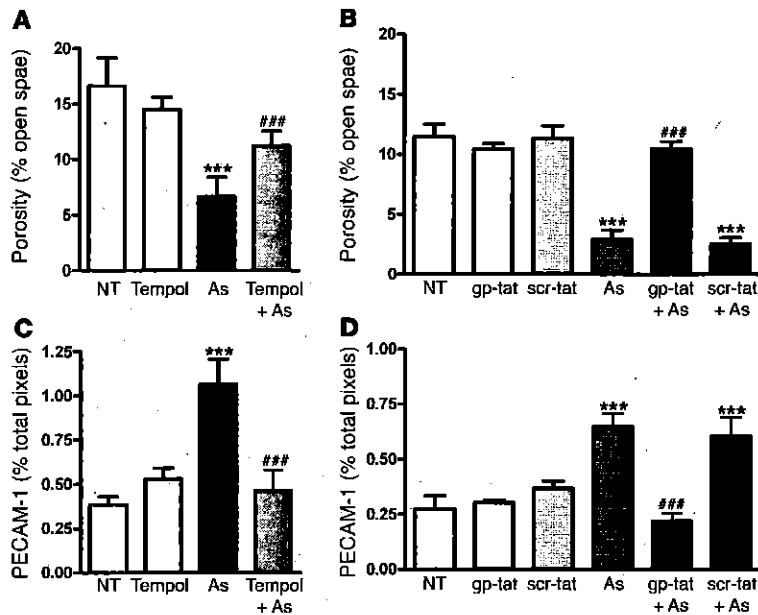 A
Porosity (% open spae)
20
15
10
5
0
***
###
NT Tempol As Tempol + As
B
Porosity (% open spae)
20
15
10
5
0
***
###
***
NT gp-tat scr-tat As gp-tat + As scr-tat + As
C
PECAM-1 (% total pixels)
1.25
1.00
0.75
0.50
0.25
0.00
***
###
NT Tempol As Tempol + As
D
PECAM-1 (% total pixels)
1.00
0.75
0.50
0.25
0.00
***
###
***
NT gp-tat scr-tat As gp-tat + As scr-tat + As